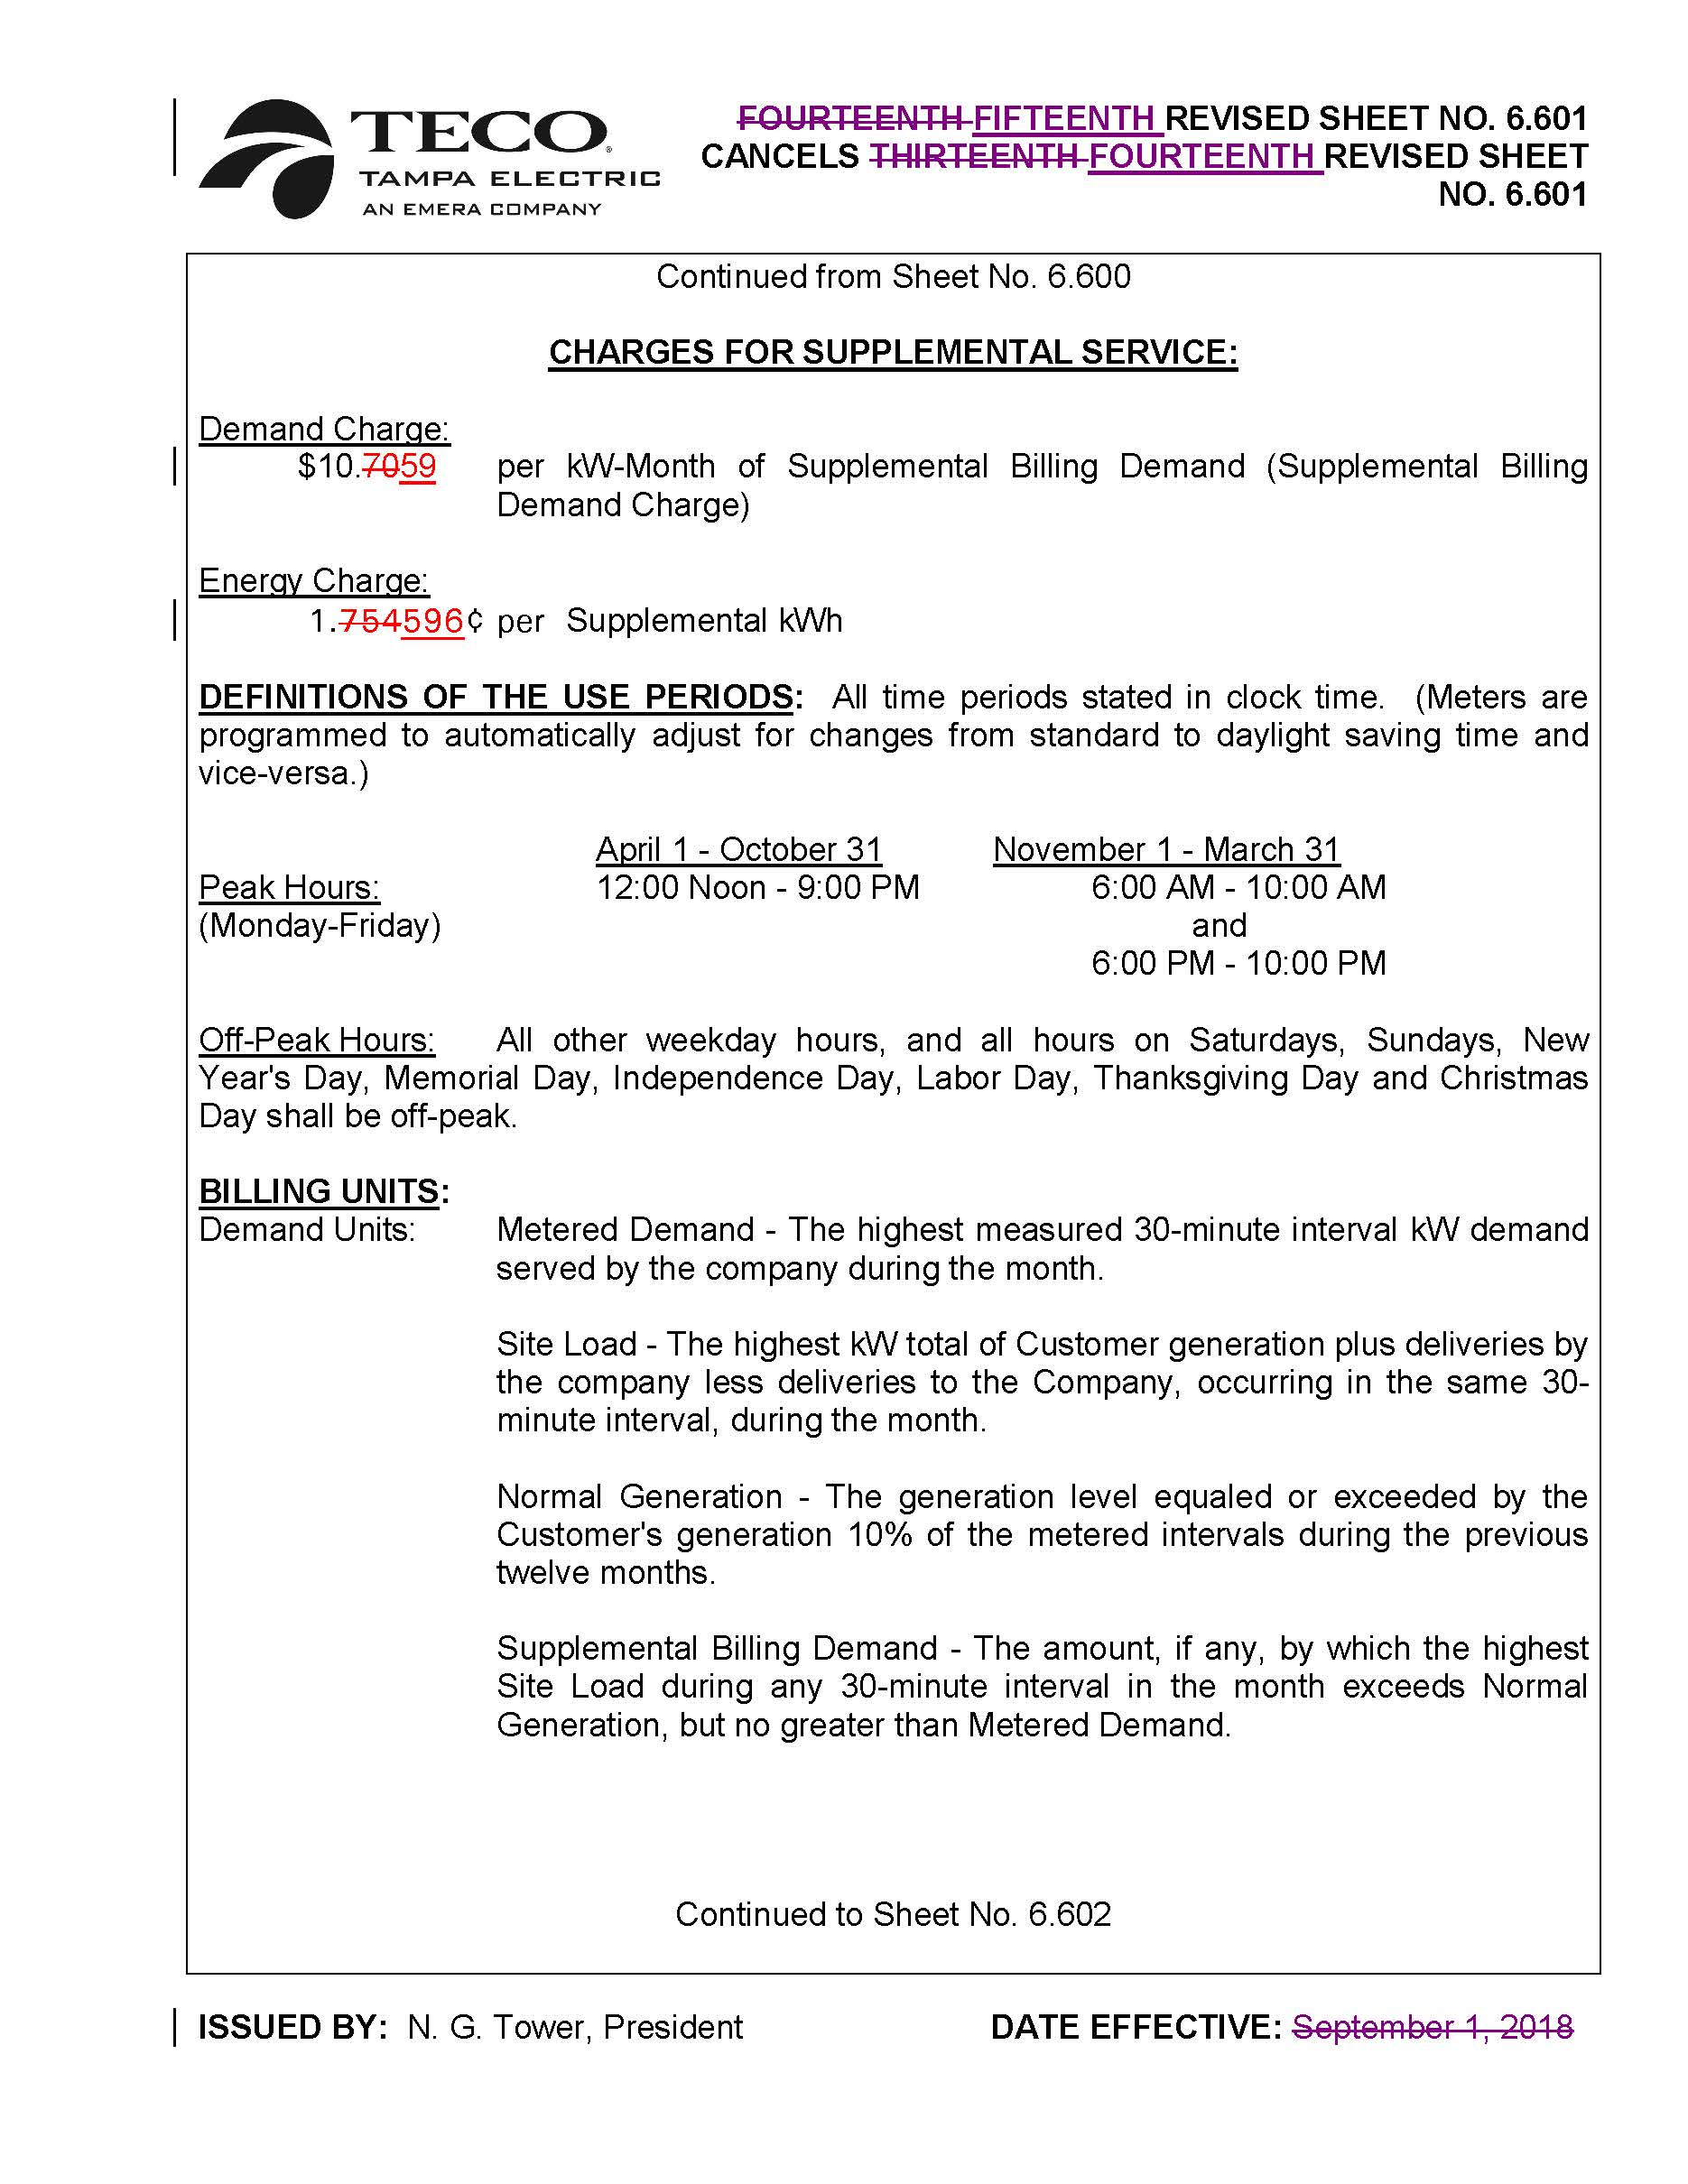 TECO®
TAMPA ELECTRIC
AN EMERA COMPANY
FOURTEENTH FIFTEENTH REVISED SHEET NO. 6.601
CANCELS THIRTEENTH FOURTEENTH REVISED SHEET
NO. 6.601
Continued from Sheet No. 6.600
CHARGES FOR SUPPLEMENTAL SERVICE:
Demand Charge:
$10.7059 per kW-Month of Supplemental Billing Demand (Supplemental Billing
Demand Charge)
Energy Charge:
1.754596¢ per Supplemental kWh
DEFINITIONS OF THE USE PERIODS: All time periods stated in clock time. (Meters are
programmed to automatically adjust for changes from standard to daylight saving time and
vice-versa.)
April 1 - October 31 November 1 - March 31
Peak Hours: 12:00 Noon - 9:00 PM 6:00 AM - 10:00 AM
(Monday-Friday) and
6:00 PM - 10:00 PM
Off-Peak Hours: All other weekday hours, and all hours on Saturdays, Sundays, New
Year's Day, Memorial Day, Independence Day, Labor Day, Thanksgiving Day and Christmas
Day shall be off-peak.
BILLING UNITS:
Demand Units: Metered Demand - The highest measured 30-minute interval kW demand
served by the company during the month.
Site Load - The highest kW total of Customer generation plus deliveries by
the company less deliveries to the Company, occurring in the same 30-
minute interval, during the month.
Normal Generation - The generation level equaled or exceeded by the
Customer's generation 10% of the metered intervals during the previous
twelve months.
Supplemental Billing Demand - The amount, if any, by which the highest
Site Load during any 30-minute interval in the month exceeds Normal
Generation, but no greater than Metered Demand.
Continued to Sheet No. 6.602
ISSUED BY: N. G. Tower, President DATE EFFECTIVE: September 1, 2018